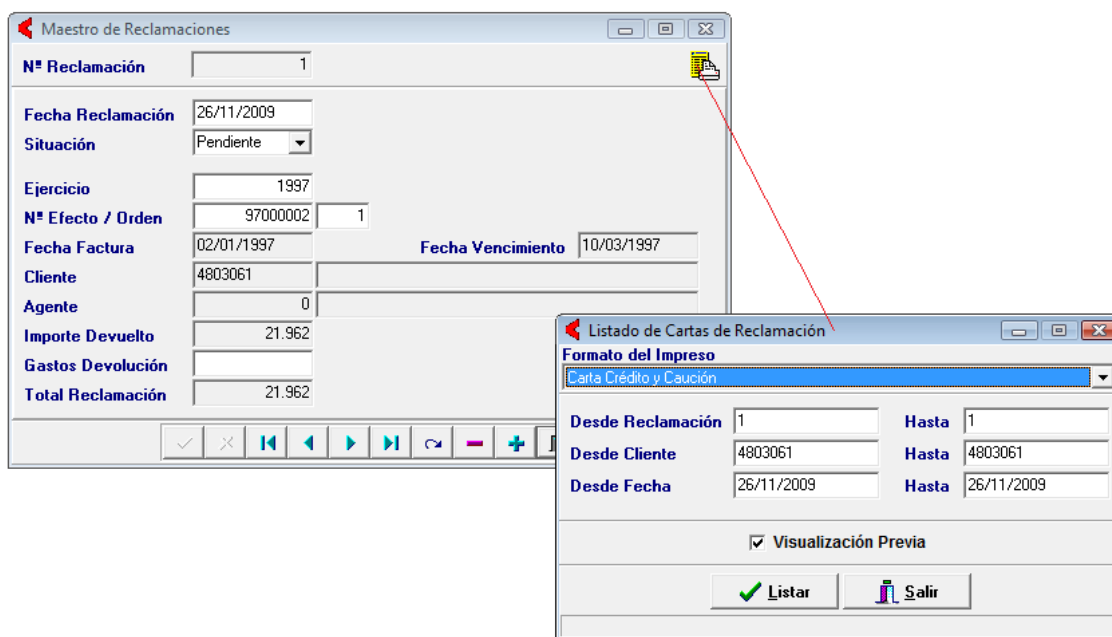 Maestro de Reclamaciones
Nº Reclamación 1
Fecha Reclamación 26/11/2009
Situación Pendiente
Ejercicio 1997
Nº Efecto / Orden 97000002 1
Fecha Factura 02/01/1997 Fecha Vencimiento 10/03/1997
Cliente 4803061
Agente 0
Importe Devuelto 21.962
Gastos Devolución
Total Reclamación 21.962
Listado de Cartas de Reclamación
Formato del Impreso
Carta Crédito y Caución
Desde Reclamación 1 Hasta 1
Desde Cliente 4803061 Hasta 4803061
Desde Fecha 26/11/2009 Hasta 26/11/2009
Visualización Previa
Listar Salir